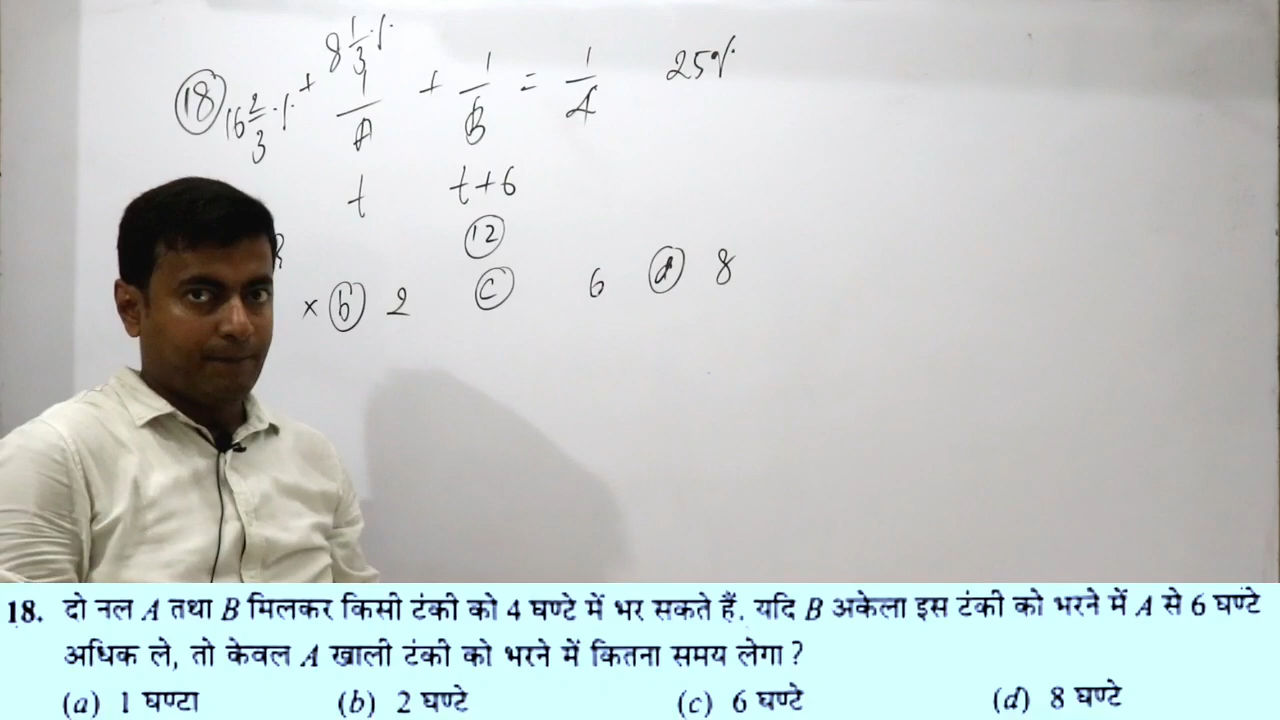 8 1/3 %
18 16 2/3 % + 1/A + 1/B = 1/4 25%
t t+6
12
× b 2 c 6 d 8
18. दो नल A तथा B मिलकर किसी टंकी को 4 घण्टे में भर सकते हैं. यदि B अकेला इस टंकी को भरने में A से 6 घण्टे
अधिक ले, तो केवल A खाली टंकी को भरने में कितना समय लेगा ?
(a) 1 घण्टा (b) 2 घण्टे (c) 6 घण्टे (d) 8 घण्टे